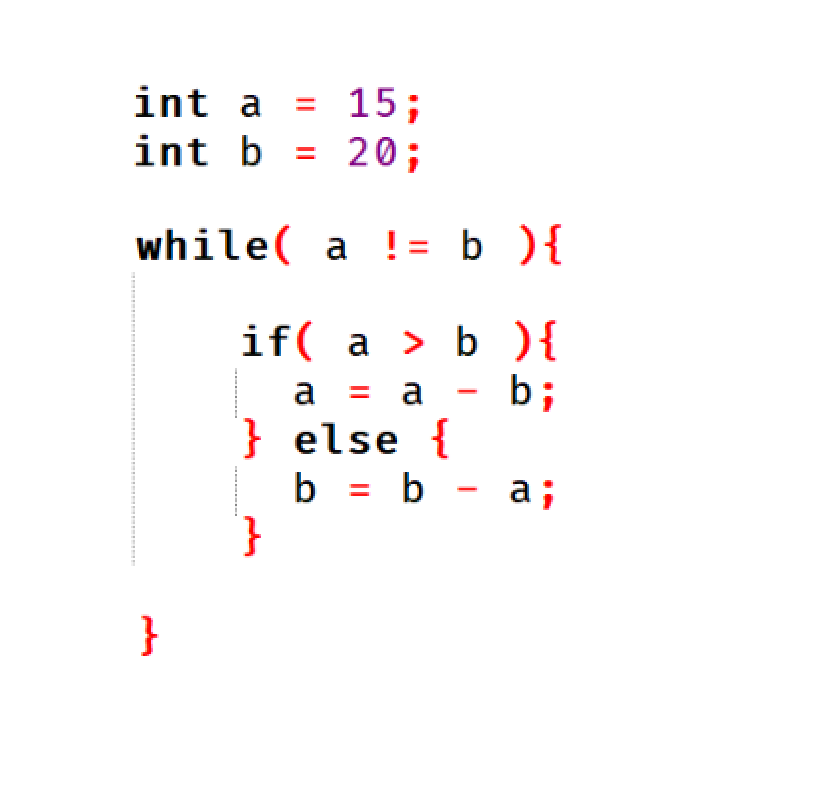 int a = 15;
int b = 20;
while( a != b ){
if( a > b ){
a = a - b;
} else {
b = b - a;
}
}